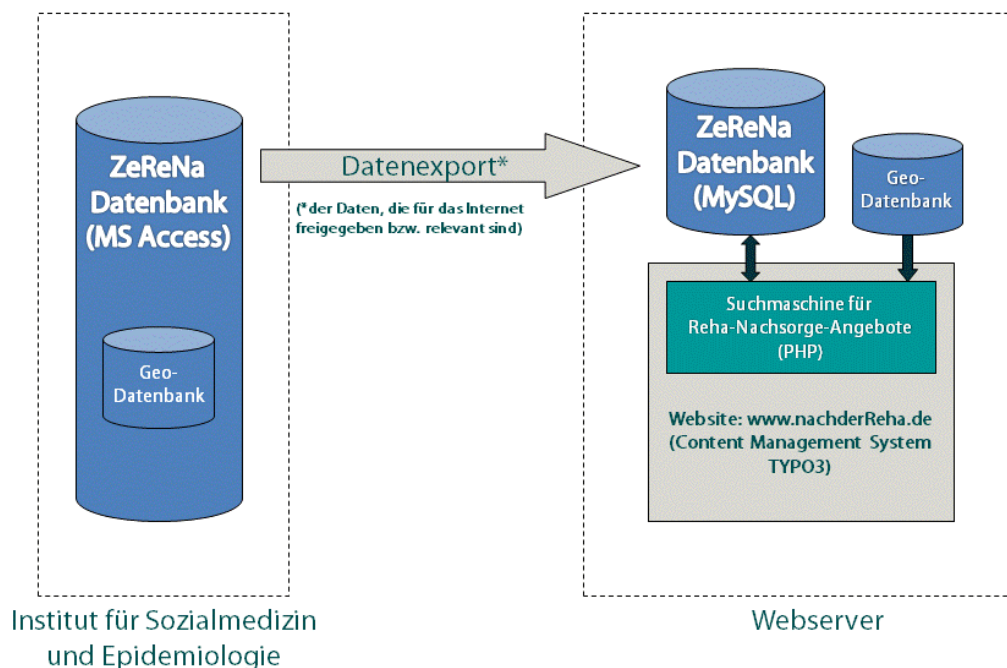 ZeReNa
Datenbank
(MS Access)
Geo-
Datenbank
Datenexport*
(*der Daten, die für das Internet
freigegeben bzw. relevant sind)
ZeReNa
Datenbank
(MySQL)
Geo-
Datenbank
Suchmaschine für
Reha-Nachsorge-Angebote
(PHP)
Website: www.nachderReha.de
(Content Management System
TYPO3)
Institut für Sozialmedizin
und Epidemiologie
Webserver